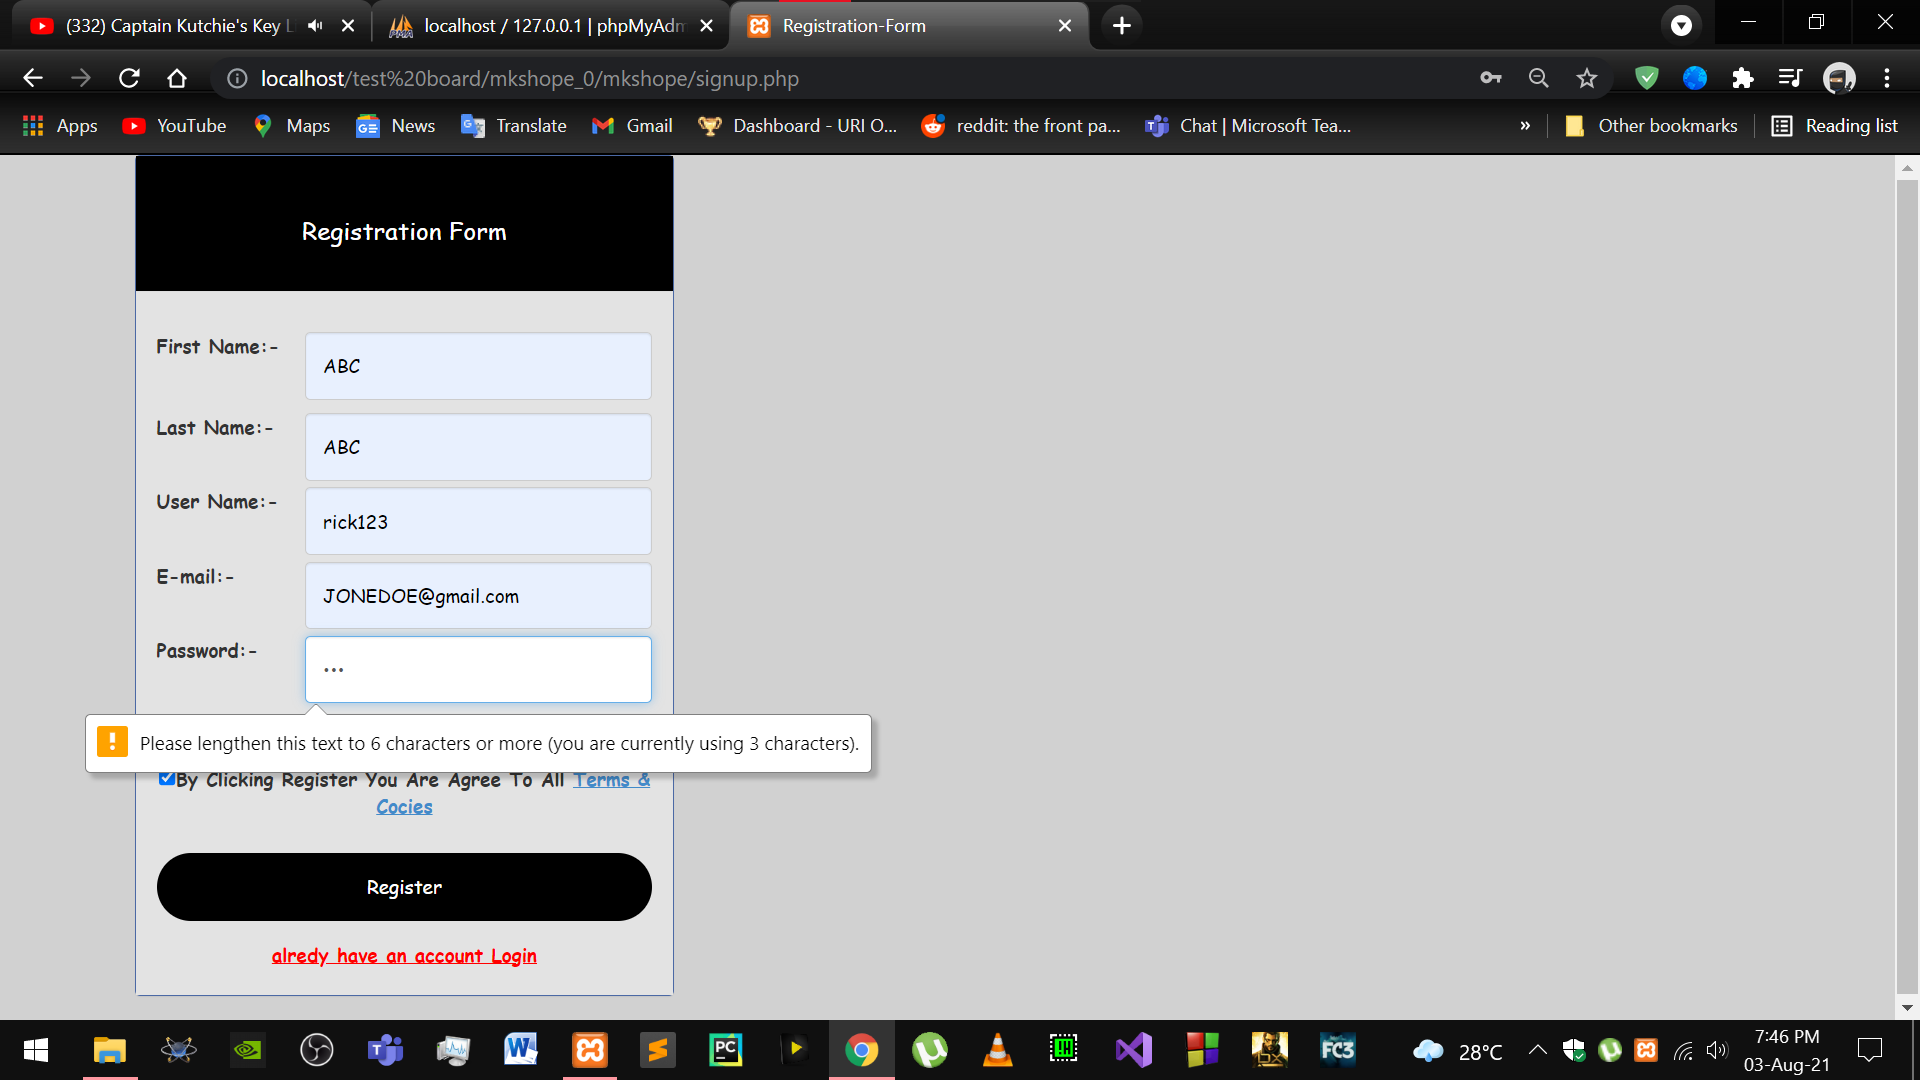 (332) Captain Kutchie's Key L
localhost / 127.0.0.1 | phpMyAdm
Registration-Form
localhost/test%20board/mkshope_0/mkshope/signup.php
Apps
YouTube
Maps
News
Translate
Gmail
Dashboard - URI O...
reddit: the front pa...
Chat | Microsoft Tea...
»
Other bookmarks
Reading list
Registration Form
First Name:-
ABC
Last Name:-
ABC
User Name:-
rick123
E-mail:-
JONEDOE@gmail.com
Password:-
•••
Please lengthen this text to 6 characters or more (you are currently using 3 characters).
By Clicking Register You Are Agree To All Terms &
Cocies
Register
alredy have an account Login
28°C
7:46 PM
03-Aug-21
PC
FC3